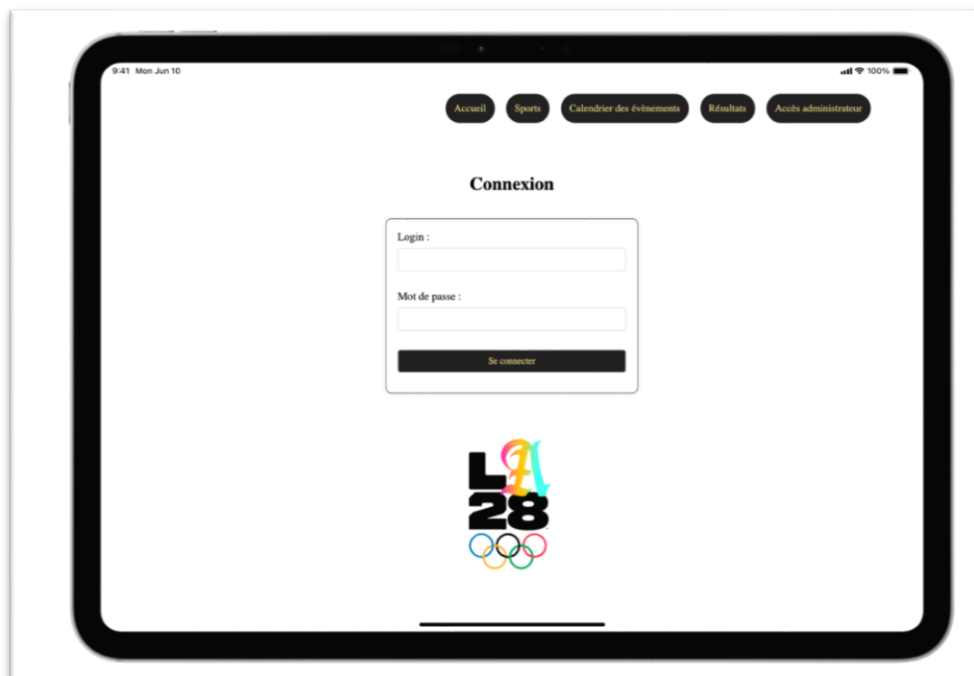 9:41 Mon Jun 10
100%
Accueil Sports Calendrier des évènements Résultats Accès administrateur
Connexion
Login :
Mot de passe :
Se connecter
LA
28